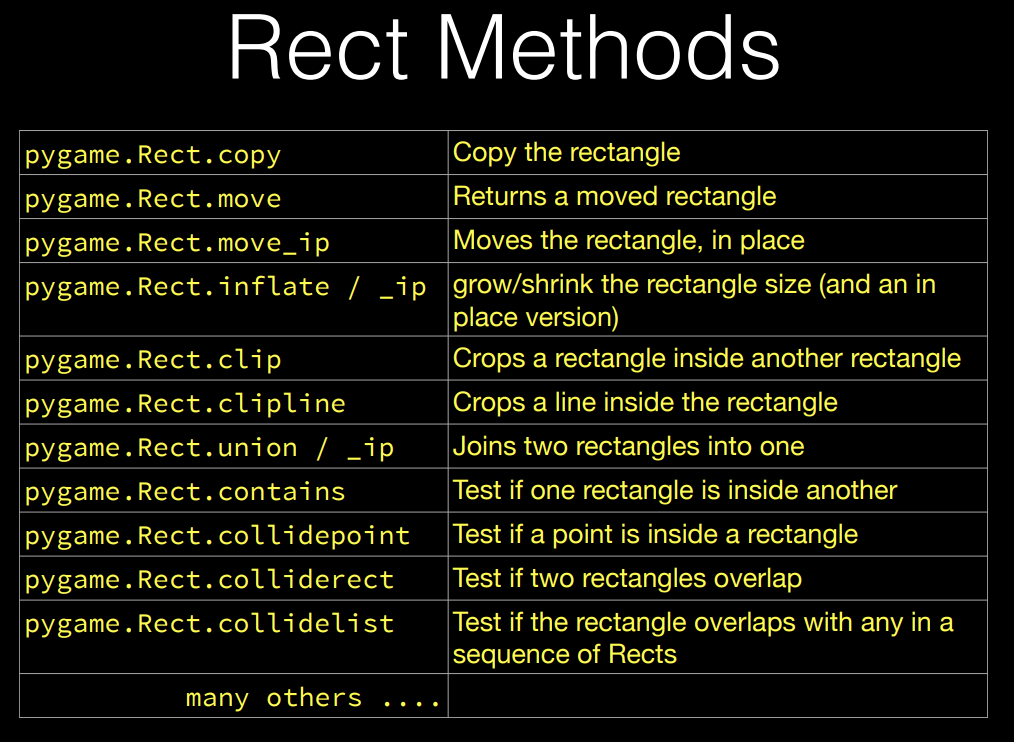 Rect Methods
pygame.Rect.copy
Copy the rectangle
pygame.Rect.move
Returns a moved rectangle
pygame.Rect.move_ip
Moves the rectangle, in place
pygame.Rect.inflate / _ip
grow/shrink the rectangle size (and an in
place version)
pygame.Rect.clip
Crops a rectangle inside another rectangle
pygame.Rect.clipline
Crops a line inside the rectangle
pygame.Rect.union / _ip
Joins two rectangles into one
pygame.Rect.contains
Test if one rectangle is inside another
pygame.Rect.collidepoint
Test if a point is inside a rectangle
pygame.Rect.colliderect
Test if two rectangles overlap
pygame.Rect.collidelist
Test if the rectangle overlaps with any in a
sequence of Rects
many others ....